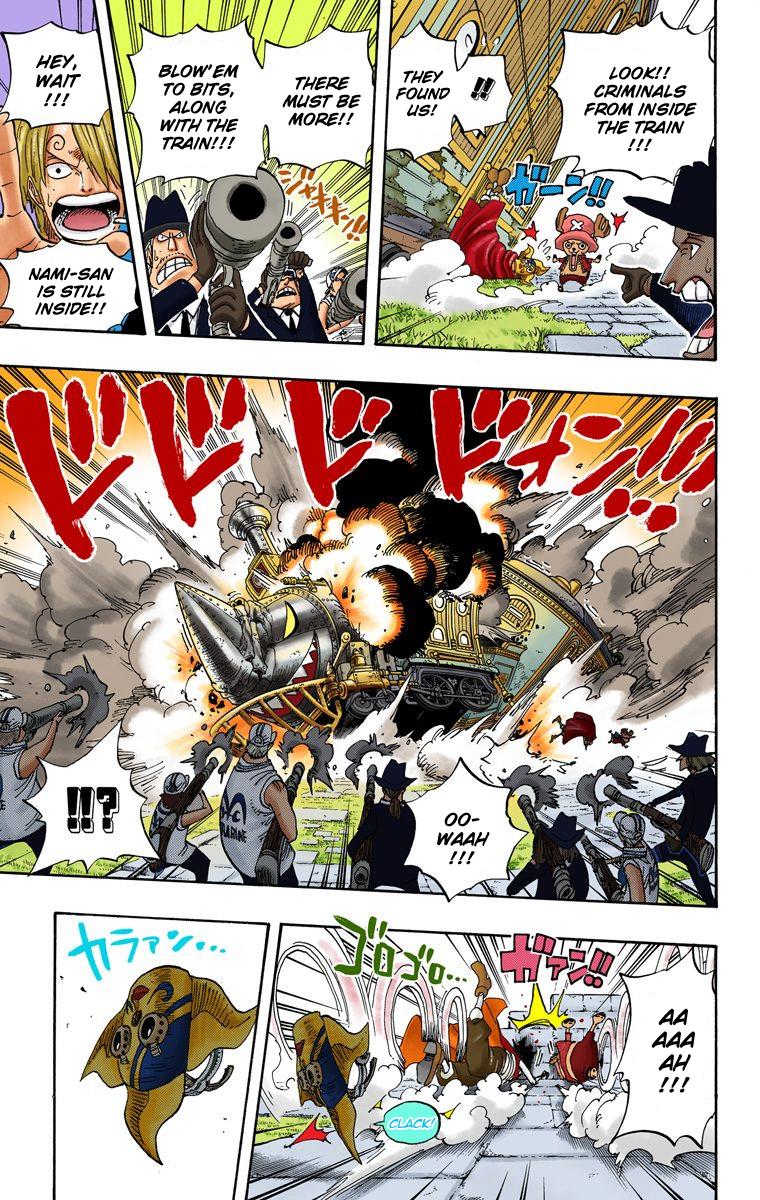 LOOK!!
CRIMINALS
FROM INSIDE
THE TRAIN
!!!
!!
THEY
FOUND
US!
ガーン!!
THERE
MUST BE
MORE!!
BLOW'EM
TO BITS,
ALONG
WITH THE
TRAIN!!!
ジャキキン!!
HEY,
WAIT
!!!
NAMI-SAN
IS STILL
INSIDE!!
ドドドドメン!!!
OO-
WAAH
!!!
!!?
AA
AAA
AH
!!!
ガァン!!
ゴロゴロ...
CLACK!
カラァン...